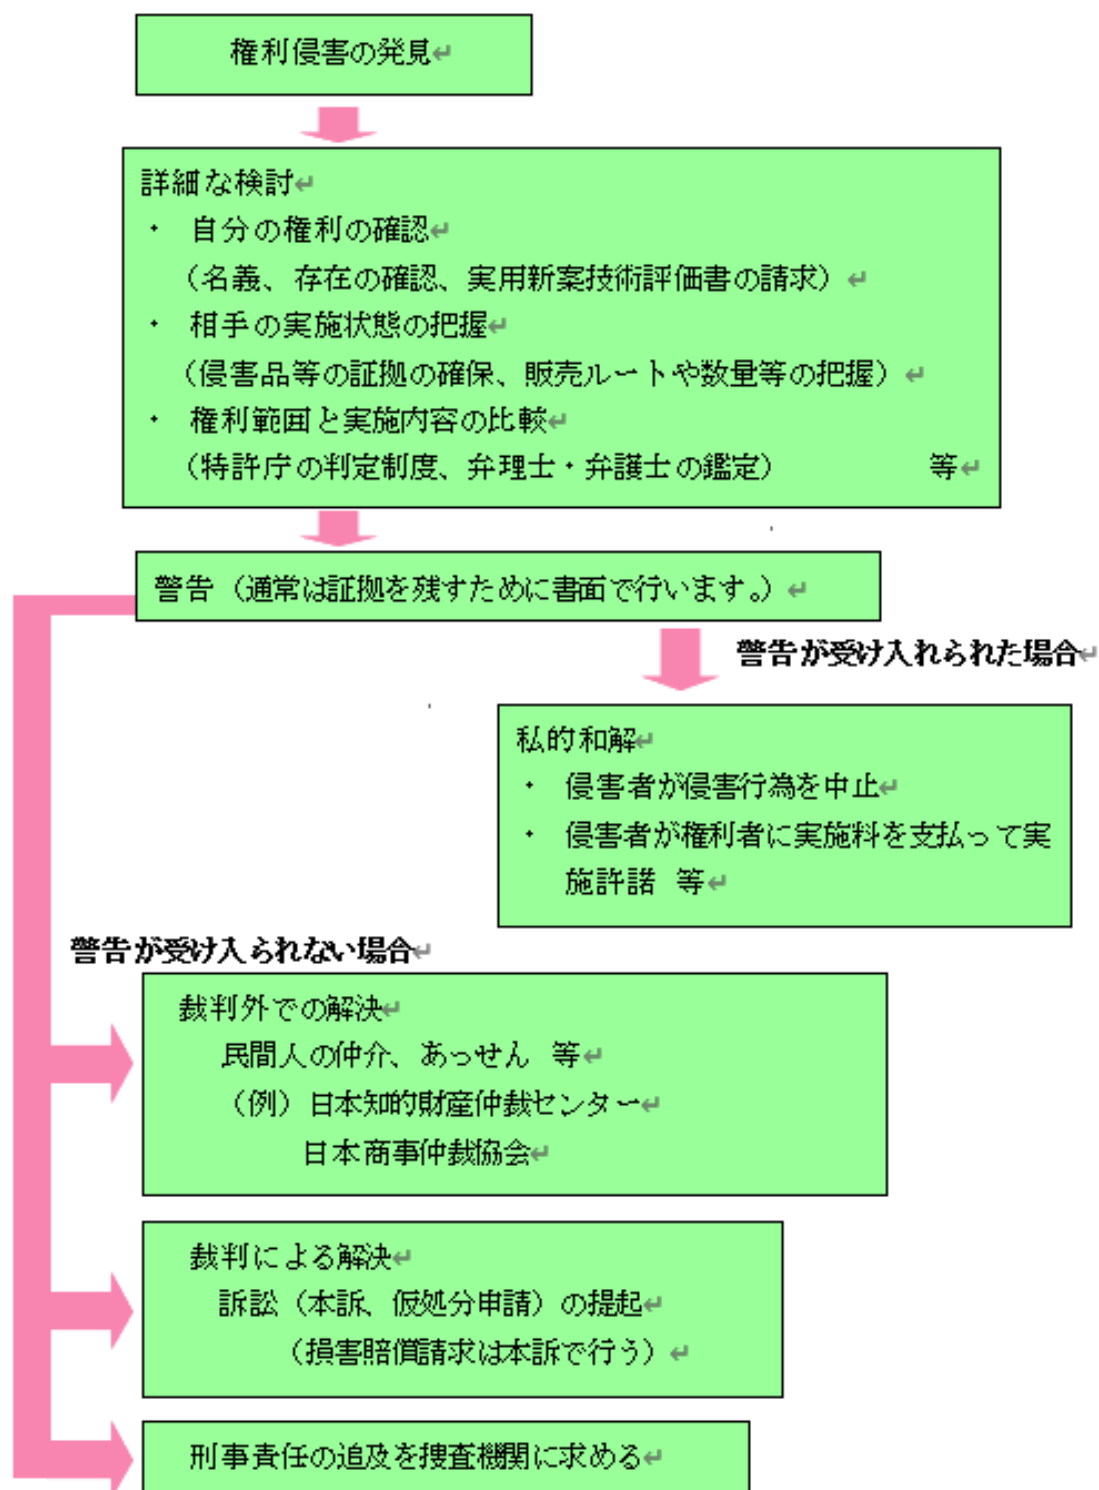 権利侵害の発見↵
詳細な検討↵
・ 自分の権利の確認↵
（名義、存在の確認、実用新案技術評価書の請求）↵
・ 相手の実施状態の把握↵
（侵害品等の証拠の確保、販売ルートや数量等の把握）↵
・ 権利範囲と実施内容の比較↵
（特許庁の判定制度、弁理士・弁護士の鑑定） 等↵
警告（通常は証拠を残すために書面で行います。）↵
警告が受け入れられた場合↵
私的和解↵
・ 侵害者が侵害行為を中止↵
・ 侵害者が権利者に実施料を支払って実
施許諾 等↵
警告が受け入られない場合↵
裁判外での解決↵
民間人の仲介、あっせん 等↵
（例）日本知的財産仲裁センター↵
日本商事仲裁協会↵
裁判による解決↵
訴訟（本訴、仮処分申請）の提起↵
（損害賠償請求は本訴で行う）↵
刑事責任の追及を捜査機関に求める↵